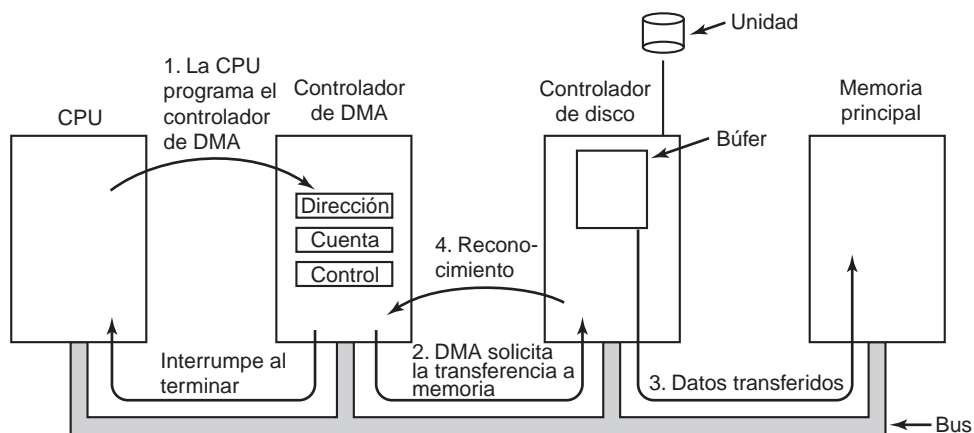 Unidad
1. La CPU
programa el
controlador
de DMA
CPU
Controlador
de DMA
Controlador
de disco
Memoria
principal
Búfer
Dirección
Cuenta
Control
4. Recono-
cimiento
Interrumpe al
terminar
2. DMA solicita
la transferencia a
memoria
3. Datos transferidos
Bus